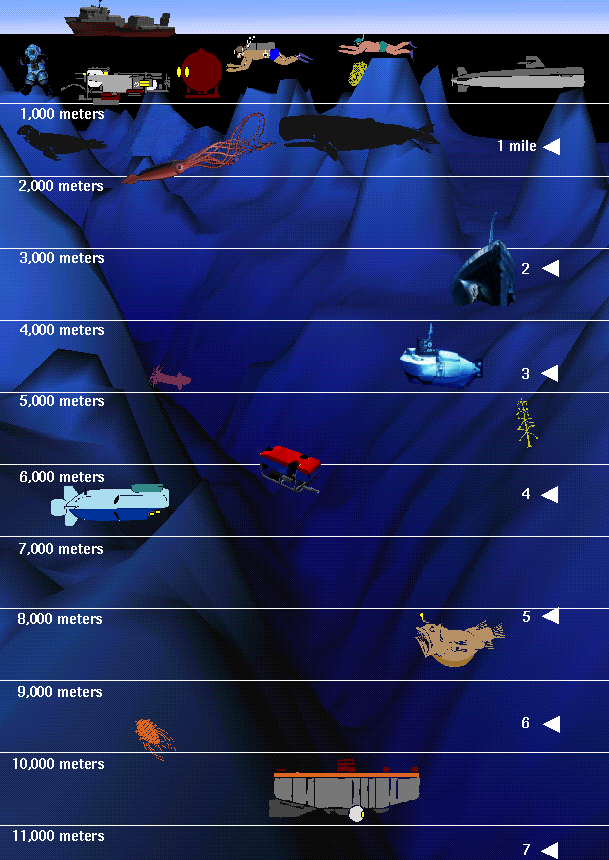 1,000 meters
1 mile
2,000 meters
3,000 meters
2
4,000 meters
3
5,000 meters
6,000 meters
4
7,000 meters
8,000 meters
5
9,000 meters
6
10,000 meters
11,000 meters
7